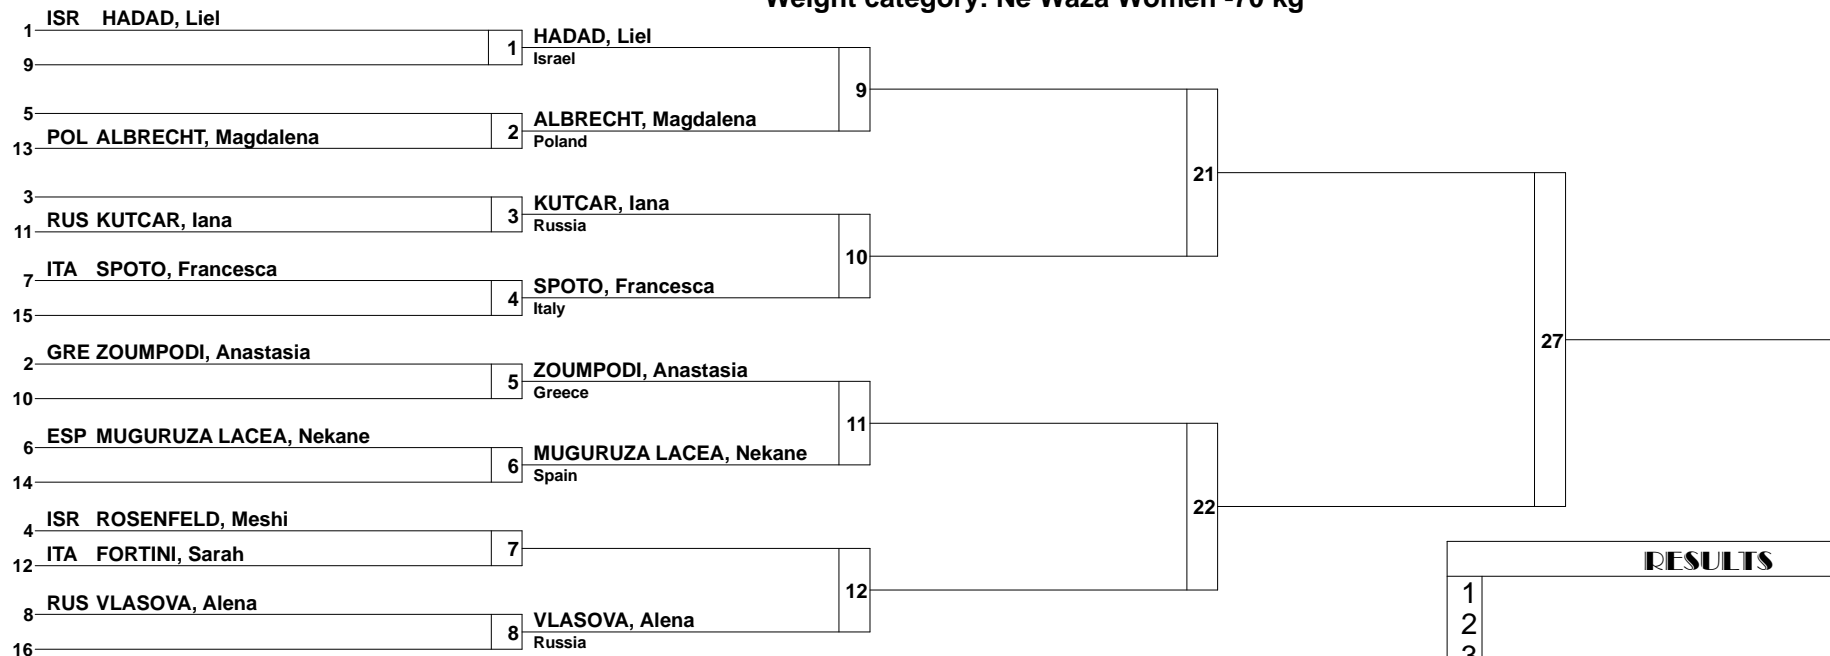 Weight category: Ne Waza Women -70 kg
1 ISR HADAD, Liel
9
1
HADAD, Liel
Israel
5
13 POL ALBRECHT, Magdalena
2
ALBRECHT, Magdalena
Poland
9
3
11 RUS KUTCAR, Iana
3
KUTCAR, Iana
Russia
7 ITA SPOTO, Francesca
15
4
SPOTO, Francesca
Italy
10
21
2 GRE ZOUMPODI, Anastasia
10
5
ZOUMPODI, Anastasia
Greece
6 ESP MUGURUZA LACEA, Nekane
14
6
MUGURUZA LACEA, Nekane
Spain
11
4 ISR ROSENFELD, Meshi
12 ITA FORTINI, Sarah
7
8 RUS VLASOVA, Alena
16
8
VLASOVA, Alena
Russia
12
22
27
RESULTS
1
2
3